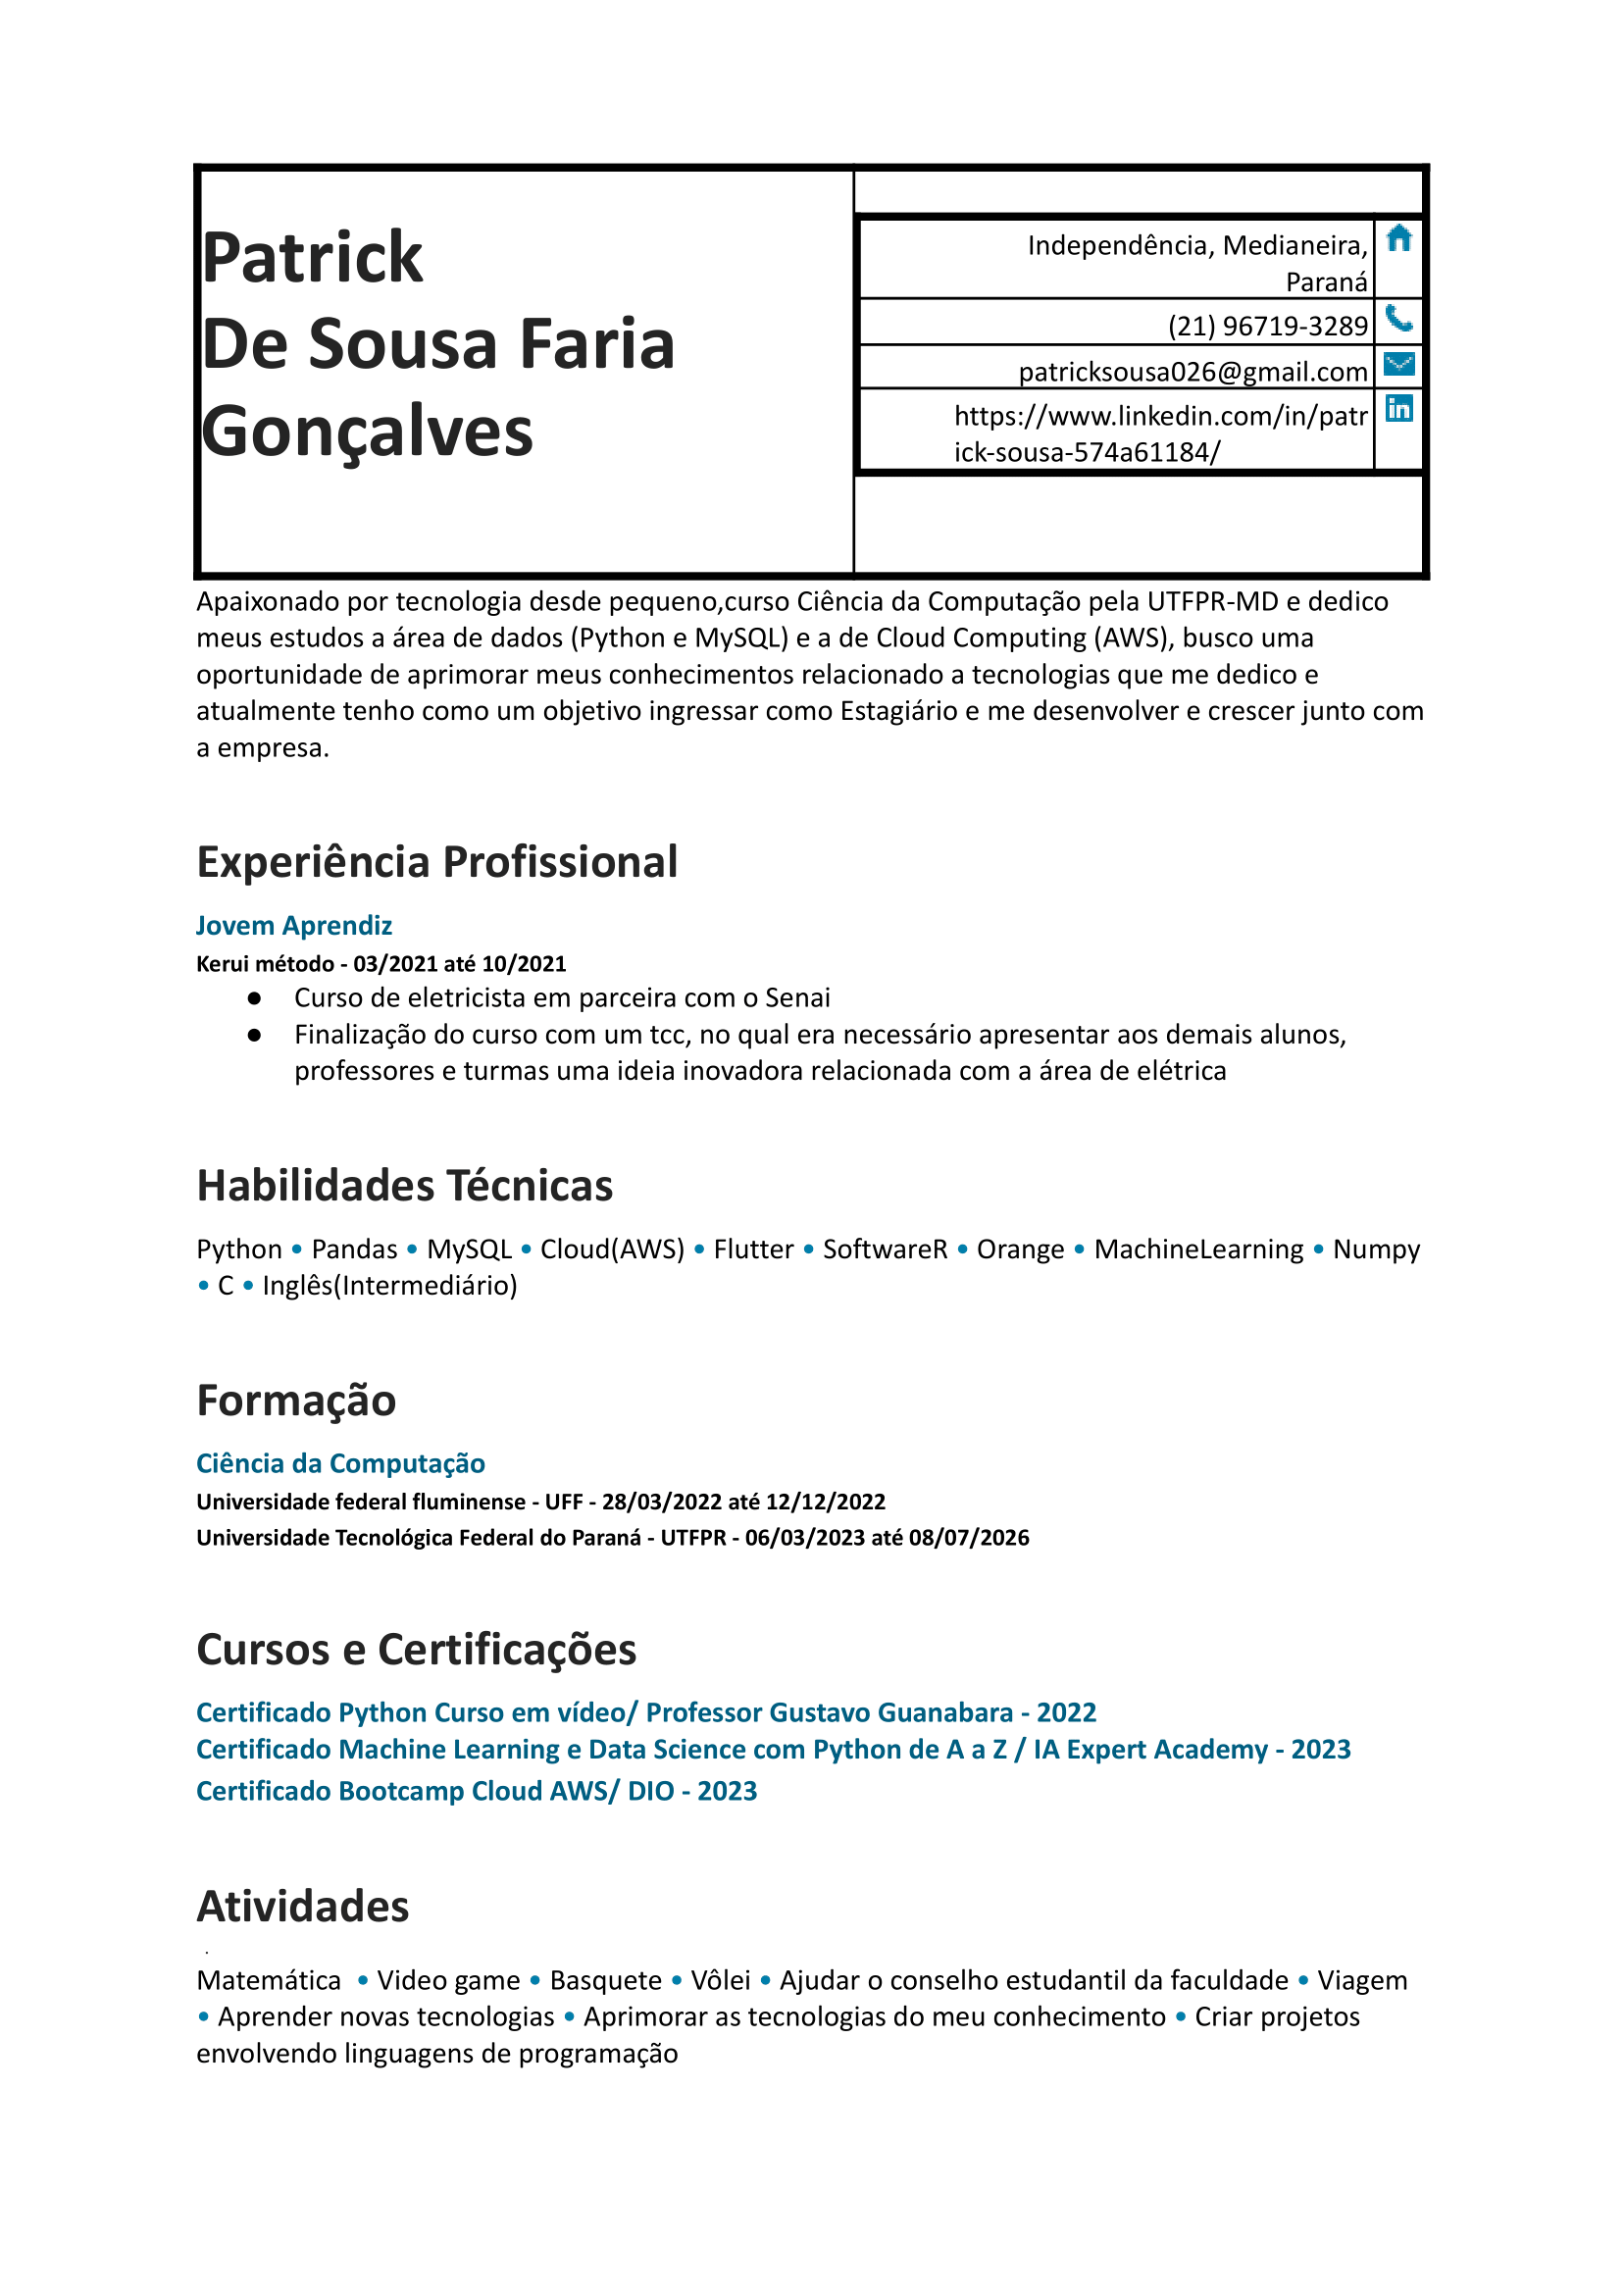 Patrick
De Sousa Faria
Gonçalves
Independência, Medianeira,
Paraná
(21) 96719-3289
patricksousa026@gmail.com
https://www.linkedin.com/in/patr
ick-sousa-574a61184/
Apaixonado por tecnologia desde pequeno,curso Ciência da Computação pela UTFPR-MD e dedico
meus estudos a área de dados (Python e MySQL) e a de Cloud Computing (AWS), busco uma
oportunidade de aprimorar meus conhecimentos relacionado a tecnologias que me dedico e
atualmente tenho como um objetivo ingressar como Estagiário e me desenvolver e crescer junto com
a empresa.
Experiência Profissional
Jovem Aprendiz
Kerui método - 03/2021 até 10/2021
● Curso de eletricista em parceira com o Senai
● Finalização do curso com um tcc, no qual era necessário apresentar aos demais alunos,
professores e turmas uma ideia inovadora relacionada com a área de elétrica
Habilidades Técnicas
Python • Pandas • MySQL • Cloud(AWS) • Flutter • SoftwareR • Orange • MachineLearning • Numpy
• C • Inglês(Intermediário)
Formação
Ciência da Computação
Universidade federal fluminense - UFF - 28/03/2022 até 12/12/2022
Universidade Tecnológica Federal do Paraná - UTFPR - 06/03/2023 até 08/07/2026
Cursos e Certificações
Certificado Python Curso em vídeo/ Professor Gustavo Guanabara - 2022
Certificado Machine Learning e Data Science com Python de A a Z / IA Expert Academy - 2023
Certificado Bootcamp Cloud AWS/ DIO - 2023
Atividades
.
Matemática • Video game • Basquete • Vôlei • Ajudar o conselho estudantil da faculdade • Viagem
• Aprender novas tecnologias • Aprimorar as tecnologias do meu conhecimento • Criar projetos
envolvendo linguagens de programação